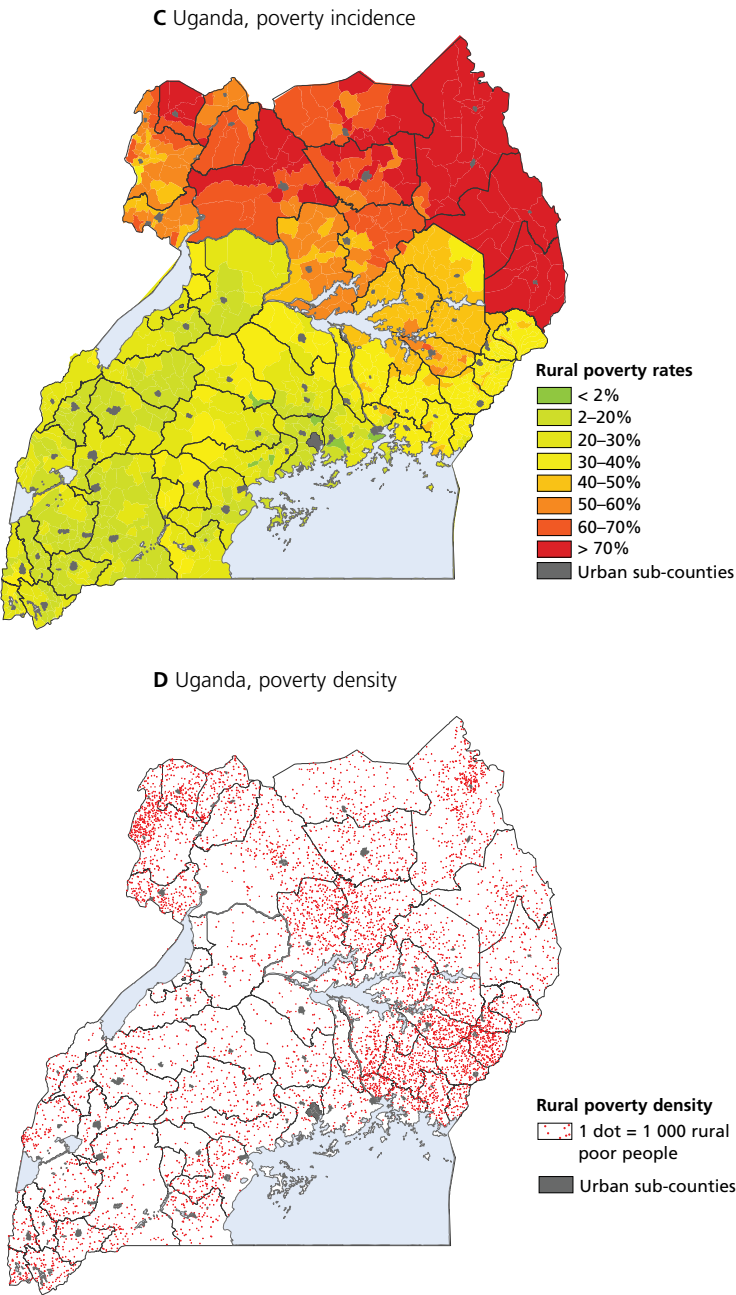 C Uganda, poverty incidence
Rural poverty rates
< 2%
2–20%
20–30%
30–40%
40–50%
50–60%
60–70%
> 70%
Urban sub-counties
D Uganda, poverty density
Rural poverty density
1 dot = 1 000 rural
poor people
Urban sub-counties